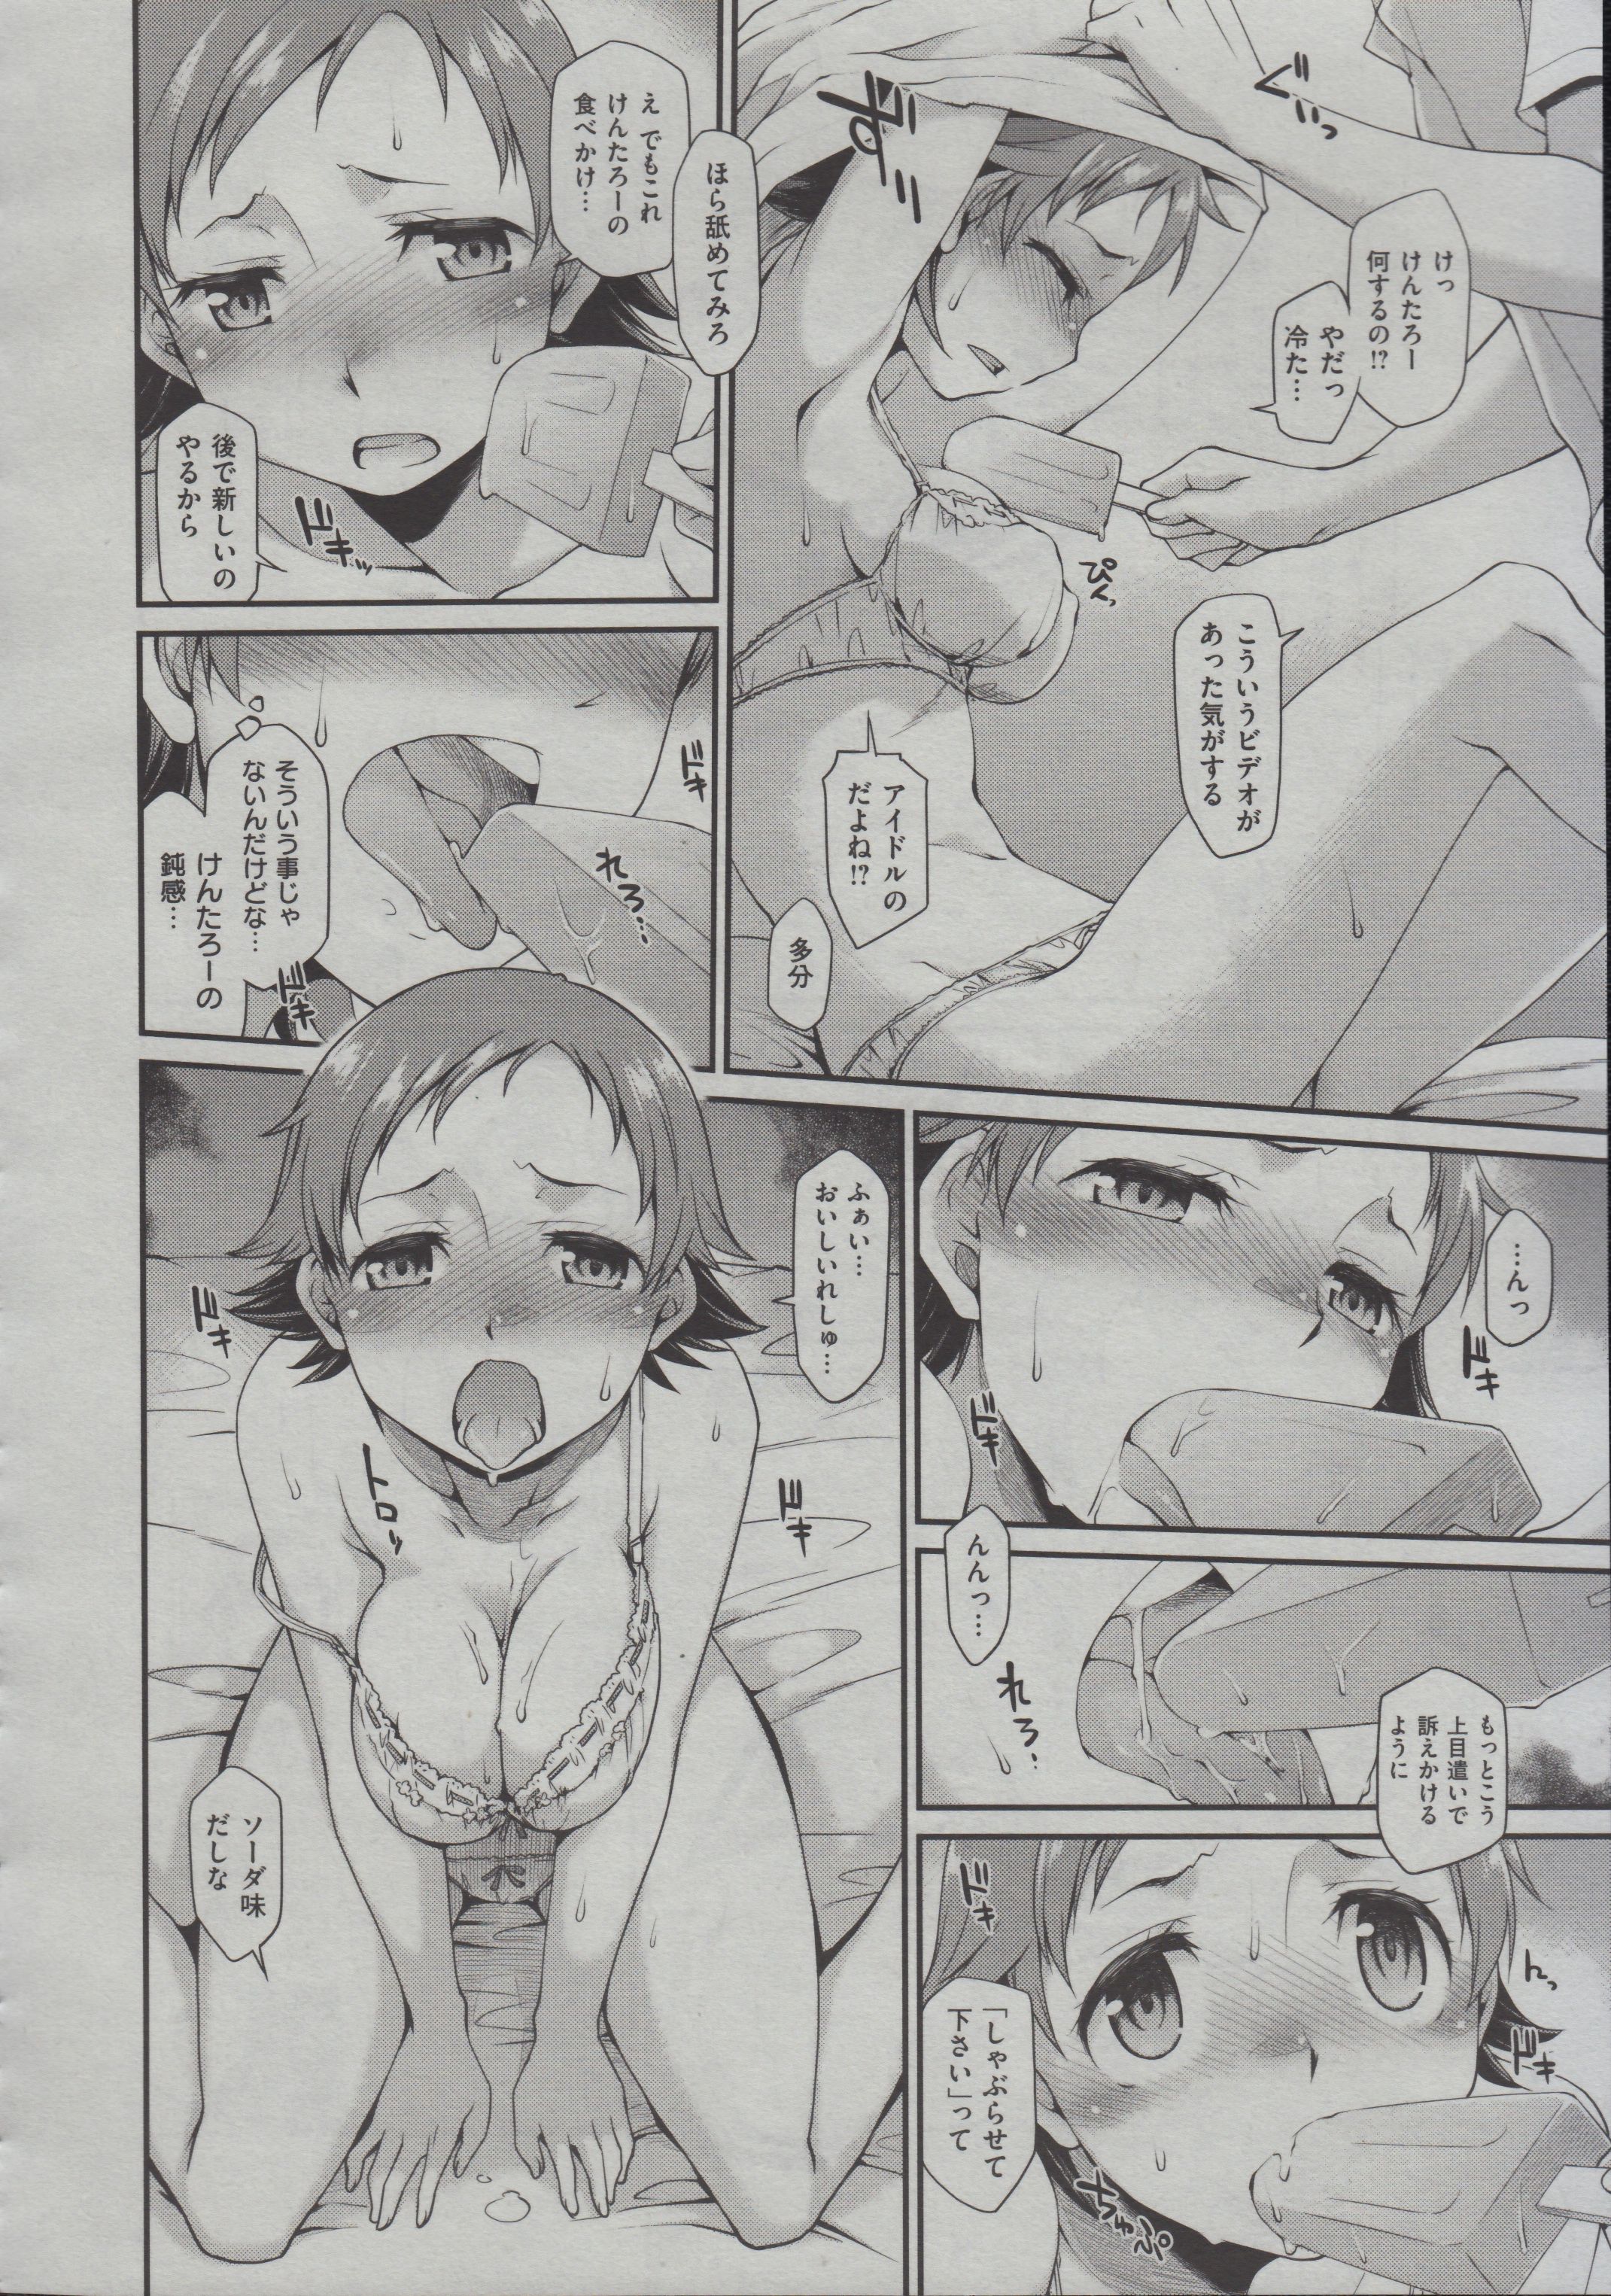 ぐいっ
けっ
けんたろー
何するの!?
やだっ
冷た…
ぴくっ
こういうビデオが
あった気がする
アイドルの
だよね!?
多分
ほら舐めてみろ
え でもこれ
けんたろーの
食べかけ…
後で新しいの
やるから
ドキッ
そういう事じゃ
ないんだけどな…
けんたろーの
鈍感…
ドキ
れろ…
ドキ
…んっ
ドキ
ドキ
んんっ…
れろ…
もっとこう
上目遣いで
訴えかける
ように
ドキ
んっ
ドキ
「しゃぶらせて
下さい」って
ちゅぷ
ふぁい…
おいしいれしゅ…
ドキ
トロッ
ドキ
ソーダ味
だしな